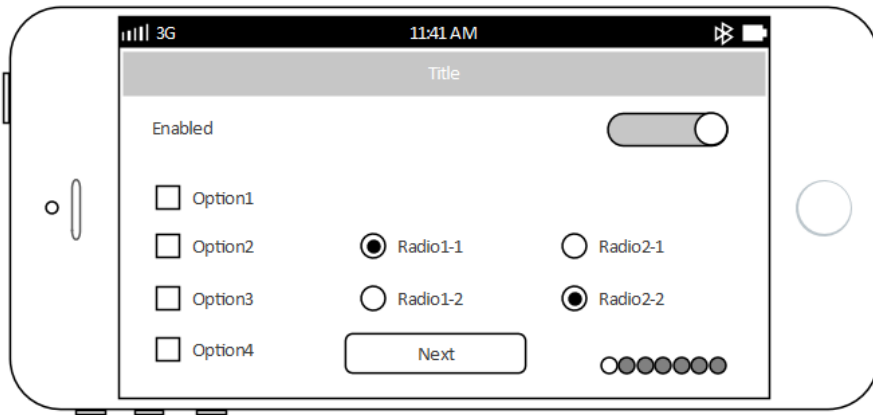 3G 11:41 AM
Title
Enabled
Option1
Option2 Radio1-1 Radio2-1
Option3 Radio1-2 Radio2-2
Option4 Next